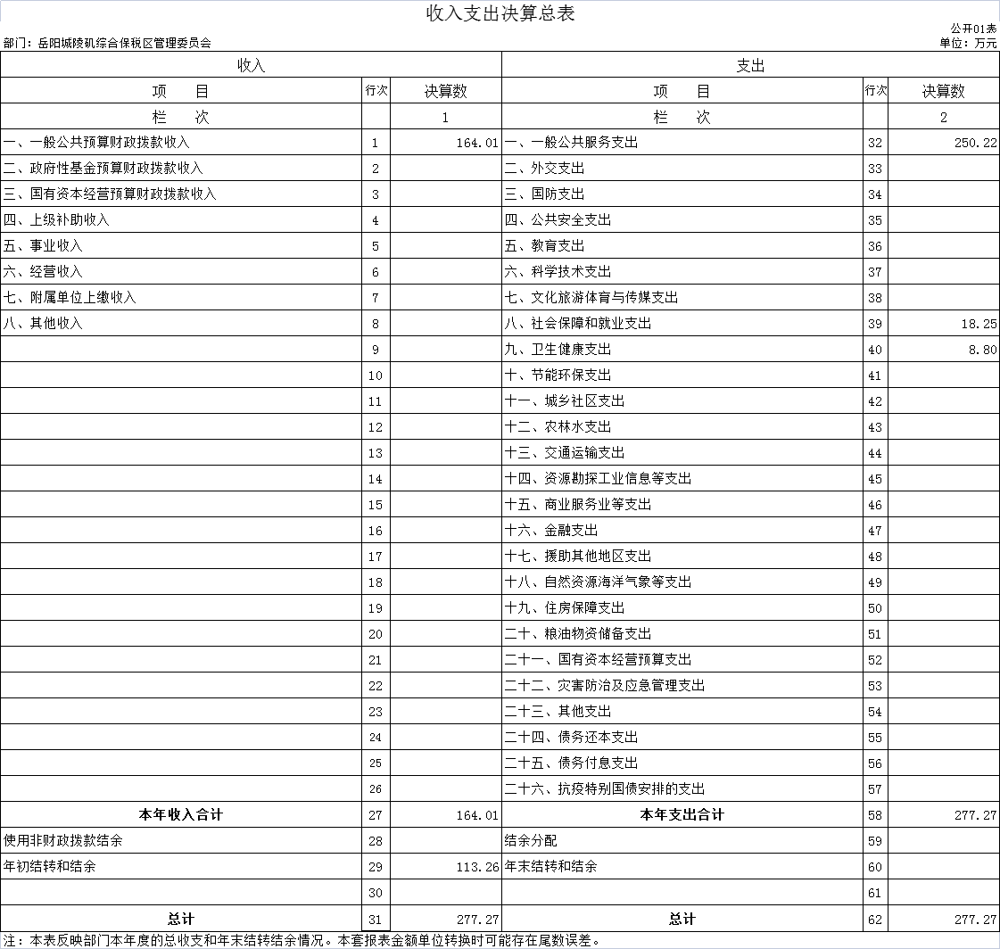 收入支出决算总表
公开01表
部门：岳阳城陵矶综合保税区管理委员会 单位：万元
收入 支出
项 目 行次 决算数 项 目 行次 决算数
栏 次 1 栏 次 2
一、一般公共预算财政拨款收入 1 164.01 一、一般公共服务支出 32 250.22
二、政府性基金预算财政拨款收入 2 二、外交支出 33
三、国有资本经营预算财政拨款收入 3 三、国防支出 34
四、上级补助收入 4 四、公共安全支出 35
五、事业收入 5 五、教育支出 36
六、经营收入 6 六、科学技术支出 37
七、附属单位上缴收入 7 七、文化旅游体育与传媒支出 38
八、其他收入 8 八、社会保障和就业支出 39 18.25
9 九、卫生健康支出 40 8.80
10 十、节能环保支出 41
11 十一、城乡社区支出 42
12 十二、农林水支出 43
13 十三、交通运输支出 44
14 十四、资源勘探工业信息等支出 45
15 十五、商业服务业等支出 46
16 十六、金融支出 47
17 十七、援助其他地区支出 48
18 十八、自然资源海洋气象等支出 49
19 十九、住房保障支出 50
20 二十、粮油物资储备支出 51
21 二十一、国有资本经营预算支出 52
22 二十二、灾害防治及应急管理支出 53
23 二十三、其他支出 54
24 二十四、债务还本支出 55
25 二十五、债务付息支出 56
26 二十六、抗疫特别国债安排的支出 57
本年收入合计 27 164.01 本年支出合计 58 277.27
使用非财政拨款结余 28 结余分配 59
年初结转和结余 29 113.26 年末结转和结余 60
30 61
总计 31 277.27 总计 62 277.27
注：本表反映部门本年度的总收支和年末结转结余情况。本套报表金额单位转换时可能存在尾数误差。